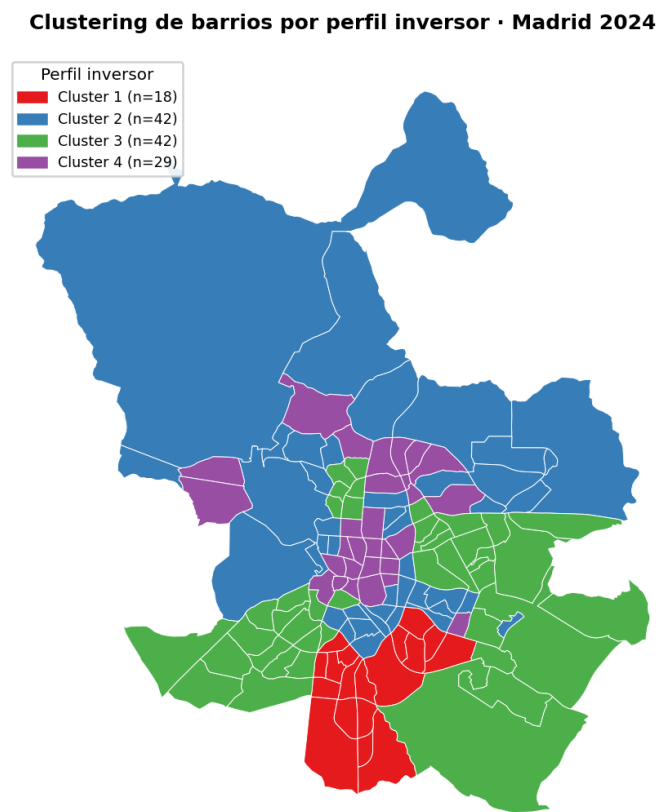 Clustering de barrios por perfil inversor · Madrid 2024
Perfil inversor
Cluster 1 (n=18)
Cluster 2 (n=42)
Cluster 3 (n=42)
Cluster 4 (n=29)